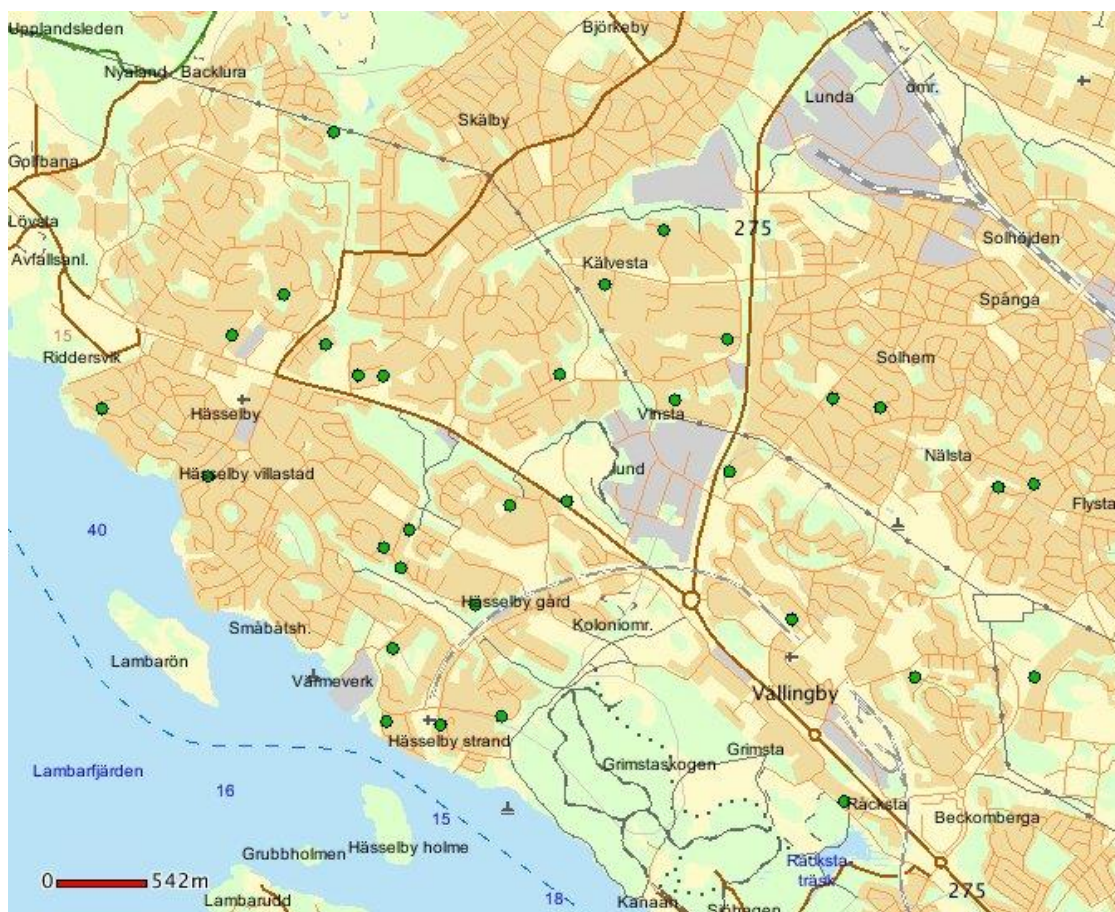 Upplandsleden
Björkeby
Nyaland
Backlura
Lunda
omr.
Skälby
Golfbana
Lövsta
275
Solhöjden
Avfallsanl.
Kälvesta
Spånga
15
Riddersvik
Solhem
Hässelby
Vinsta
Nälsta
Hässelby villastad
lund
Flysta
40
Hässelby gård
Småbåtsh.
Koloniomr.
Lambarön
Värmeverk
Vällingby
Hässelby strand
Grimsta
Lambarfjärden
Grimstaskogen
16
Råcksta
15
Beckomberga
Hässelby holme
Grubbholmen
Råcksta-
träsk
0 542m
275
Lambarudd
18
Kanaan
Sjöhagen